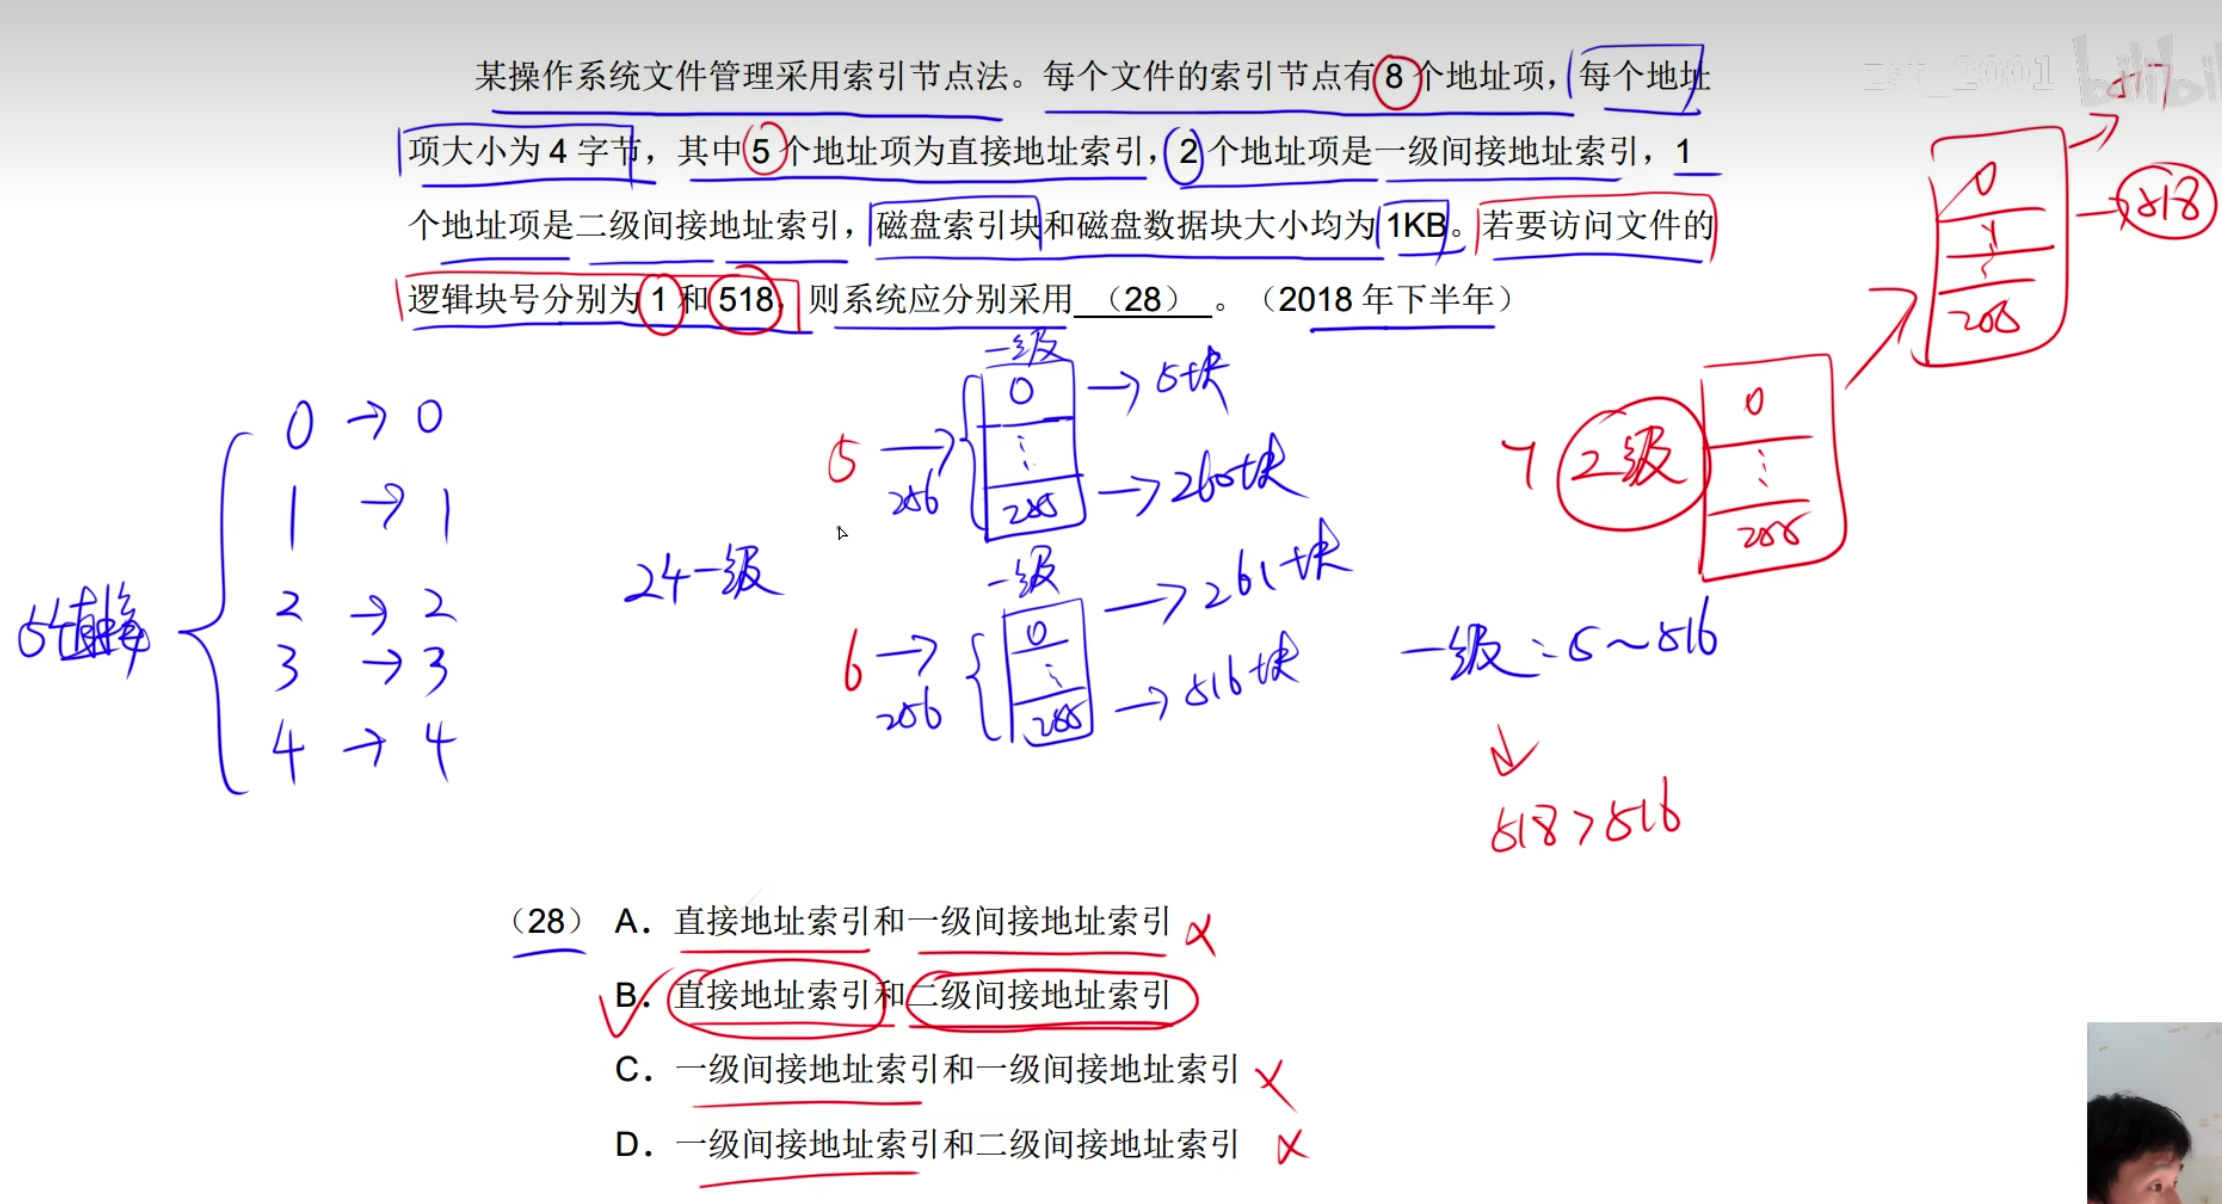 zst_2001 bilibili
某操作系统文件管理采用索引节点法。每个文件的索引节点有 8 个地址项，每个地址
项大小为 4 字节，其中 5 个地址项为直接地址索引，2 个地址项是一级间接地址索引，1
个地址项是二级间接地址索引，磁盘索引块和磁盘数据块大小均为 1KB。若要访问文件的
逻辑块号分别为 1 和 518，则系统应分别采用 （28） 。（2018 年下半年）
517
0
1
255
518
0 → 0
1 → 1
2 → 2
3 → 3
4 → 4
5个直接
2个一级
一级
5 → 256
0 → 5块
255 → 260块
一级
6 → 256
0 → 261块
255 → 516块
7 2级
0
255
一级：5～516
518 > 516
（28） A. 直接地址索引和一级间接地址索引 ×
B. 直接地址索引和二级间接地址索引
C. 一级间接地址索引和一级间接地址索引 ×
D. 一级间接地址索引和二级间接地址索引 ×